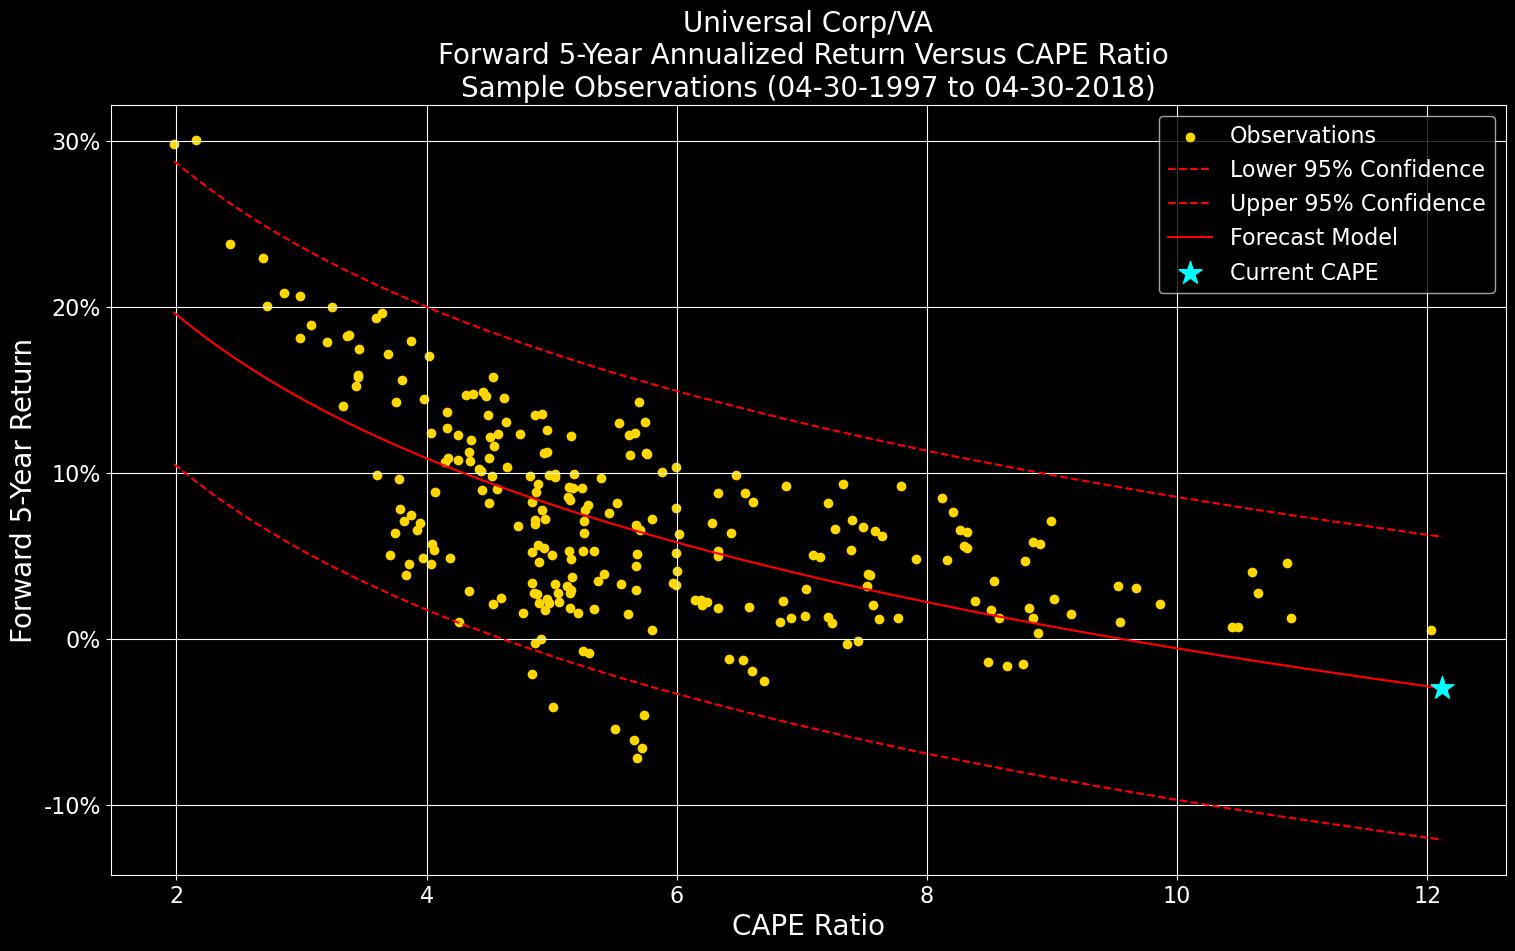 Universal Corp/VA
Forward 5-Year Annualized Return Versus CAPE Ratio
Sample Observations (04-30-1997 to 04-30-2018)
Observations
Lower 95% Confidence
Upper 95% Confidence
Forecast Model
Current CAPE
Forward 5-Year Return
30%
20%
10%
0%
-10%
2 4 6 8 10 12
CAPE Ratio